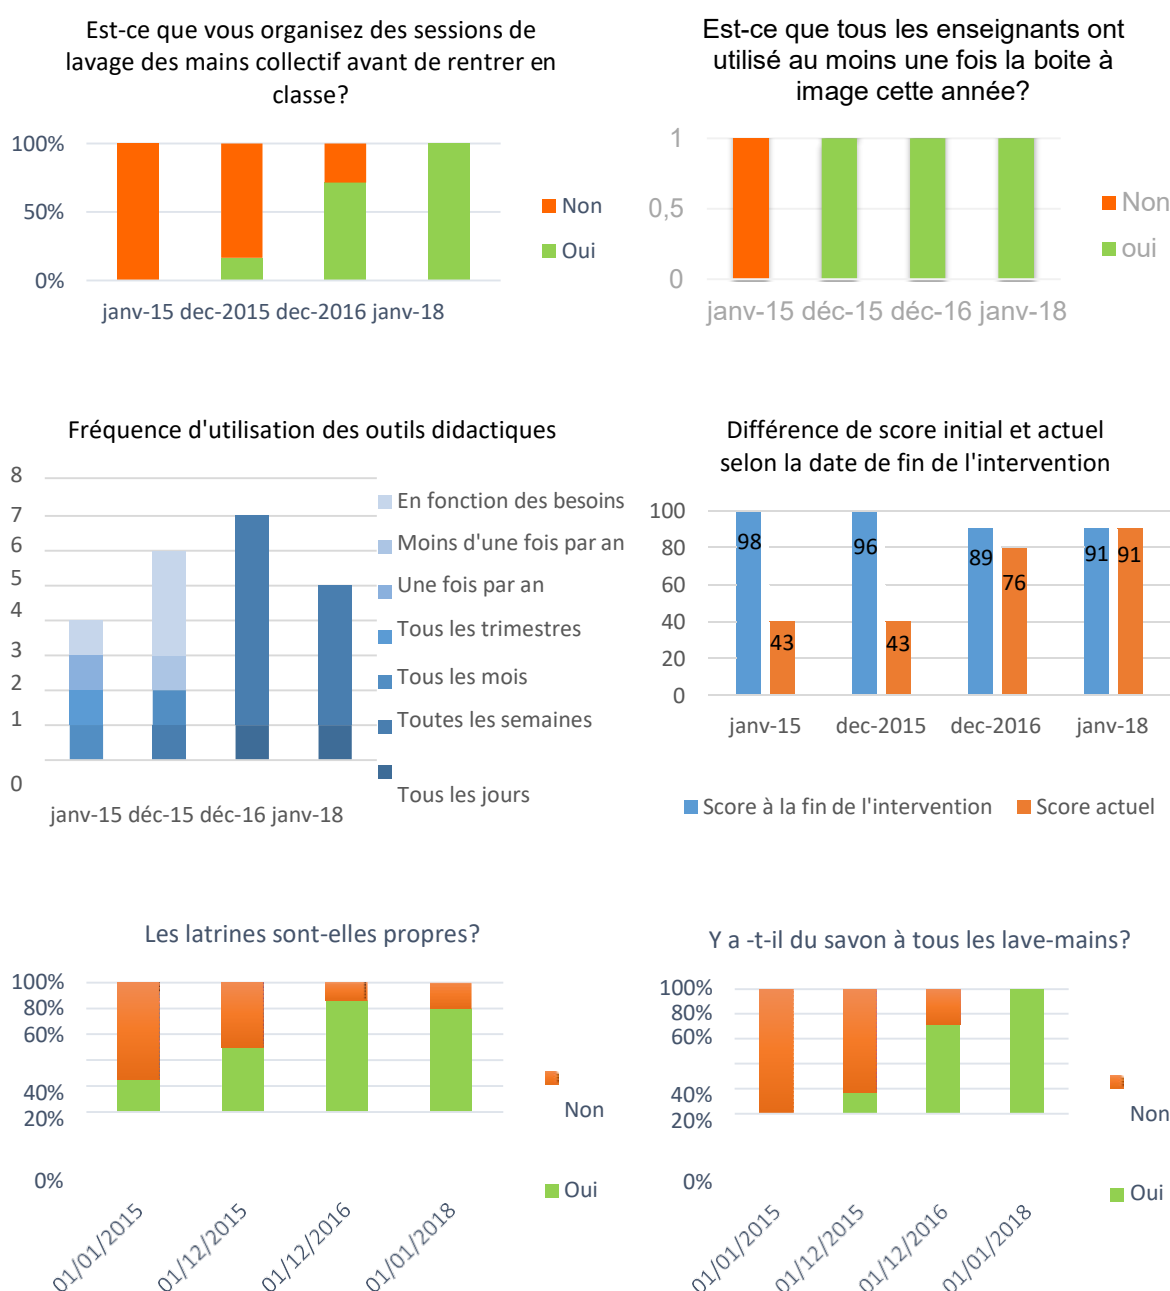 Est-ce que vous organisez des sessions de
lavage des mains collectif avant de rentrer en
classe?
100%
50%
0%
janv-15 dec-2015 dec-2016 janv-18
Non
Oui
Est-ce que tous les enseignants ont
utilisé au moins une fois la boite à
image cette année?
1
0,5
0
janv-15 déc-15 déc-16 janv-18
Non
oui
Fréquence d'utilisation des outils didactiques
8
7
6
5
4
3
2
1
0
janv-15 déc-15 déc-16 janv-18
En fonction des besoins
Moins d'une fois par an
Une fois par an
Tous les trimestres
Tous les mois
Toutes les semaines
Tous les jours
Différence de score initial et actuel
selon la date de fin de l'intervention
100
80
60
40
20
0
98
43
96
43
89
76
91
91
janv-15 dec-2015 dec-2016 janv-18
Score à la fin de l'intervention Score actuel
Les latrines sont-elles propres?
100%
80%
60%
40%
20%
0%
01/01/2015
01/12/2015
01/12/2016
01/01/2018
Non
Oui
Y a -t-il du savon à tous les lave-mains?
100%
80%
60%
40%
20%
0%
01/01/2015
01/12/2015
01/12/2016
01/01/2018
Non
Oui